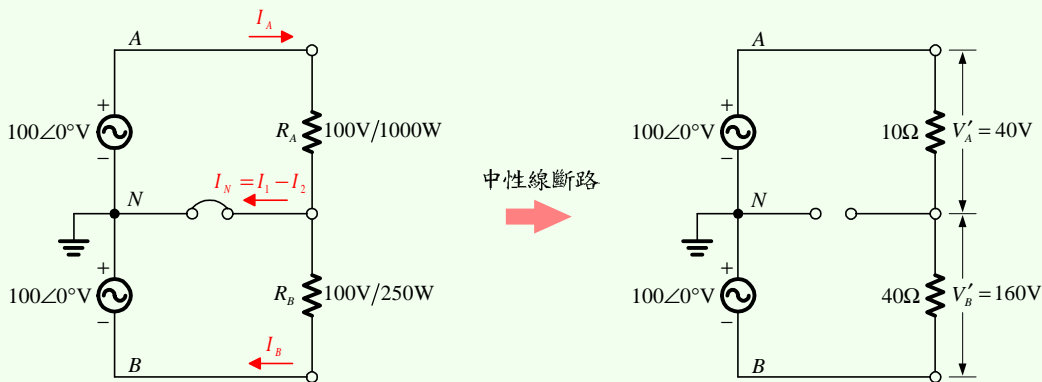 I_A
A
+
100∠0°V
−
R_A 100V/1000W
I_N = I_1 − I_2
N
+
100∠0°V
−
R_B 100V/250W
I_B
B
中性線斷路
A
+
100∠0°V
−
10Ω
V′_A = 40V
N
+
100∠0°V
−
40Ω
V′_B = 160V
B